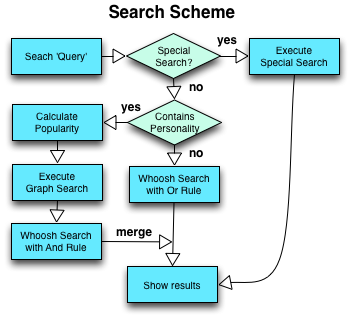 Search Scheme
Seach 'Query'
Special
Search?
yes
Execute
Special Search
no
Calculate
Popularity
yes
Contains
Personality
no
Execute
Graph Search
Whoosh Search
with Or Rule
Whoosh Search
with And Rule
merge
Show results